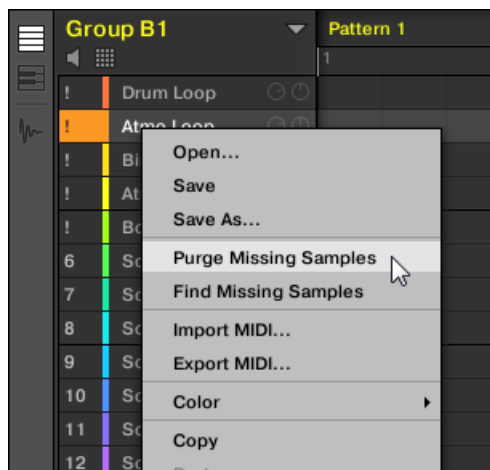 Group B1
Pattern 1
1
! Drum Loop
! Atmo Loop
Open...
! Bi
Save
! At
Save As...
! Bo
6 So
Purge Missing Samples
7 So
Find Missing Samples
8 So
Import MIDI...
9 So
Export MIDI...
10 So
Color
11 So
Copy
12 So